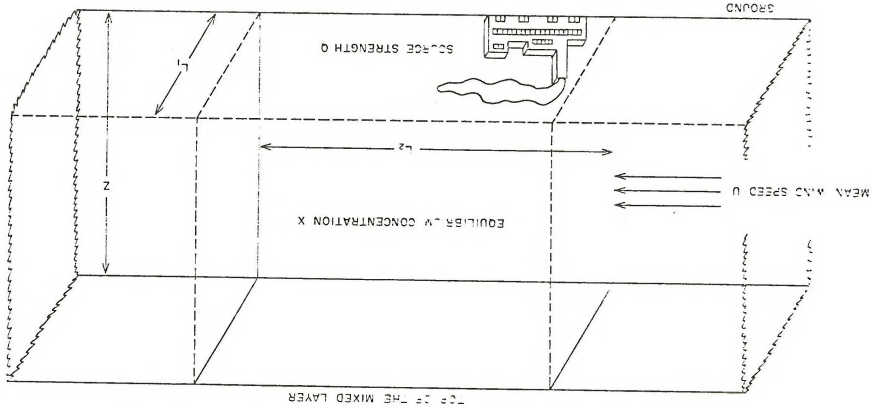 TOP OF THE MIXED LAYER
EQUILIBRIUM CONCENTRATION X
MEAN WIND SPEED U
Z
L₂
L₁
SOURCE STRENGTH Q
GROUND